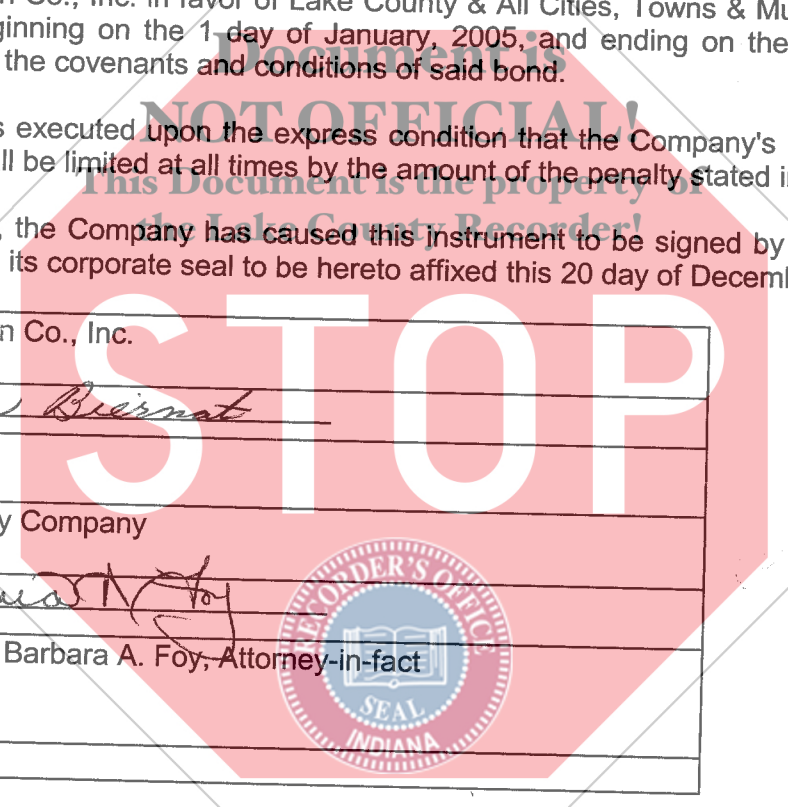 n Co., Inc. in favor of Lake County & All Cities, Towns & Mu
ginning on the 1 day of January, 2005, and ending on the
the covenants and conditions of said bond.
Document is
NOT OFFICIAL!
This Document is the property of
the Lake County Recorder!
s executed upon the express condition that the Company's
ll be limited at all times by the amount of the penalty stated i
, the Company has caused this instrument to be signed by
its corporate seal to be hereto affixed this 20 day of Decem
STOP
n Co., Inc.
Biernat
y Company
Foy
Barbara A. Foy, Attorney-in-fact
RECORDER'S OFFICE
SEAL
INDIANA